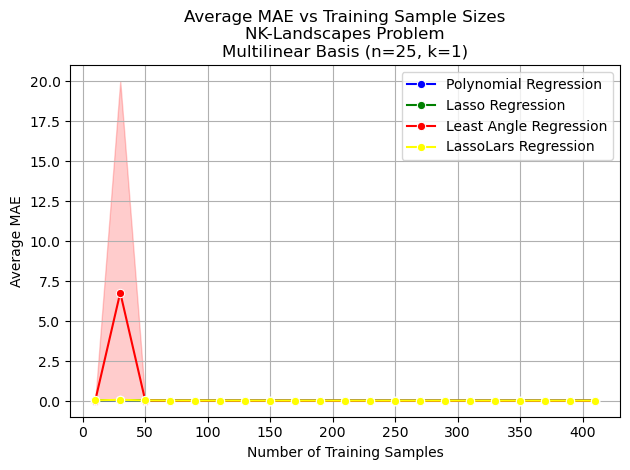 Average MAE vs Training Sample Sizes
NK-Landscapes Problem
Multilinear Basis (n=25, k=1)
Polynomial Regression
Lasso Regression
Least Angle Regression
LassoLars Regression
Average MAE
20.0
17.5
15.0
12.5
10.0
7.5
5.0
2.5
0.0
0 50 100 150 200 250 300 350 400
Number of Training Samples